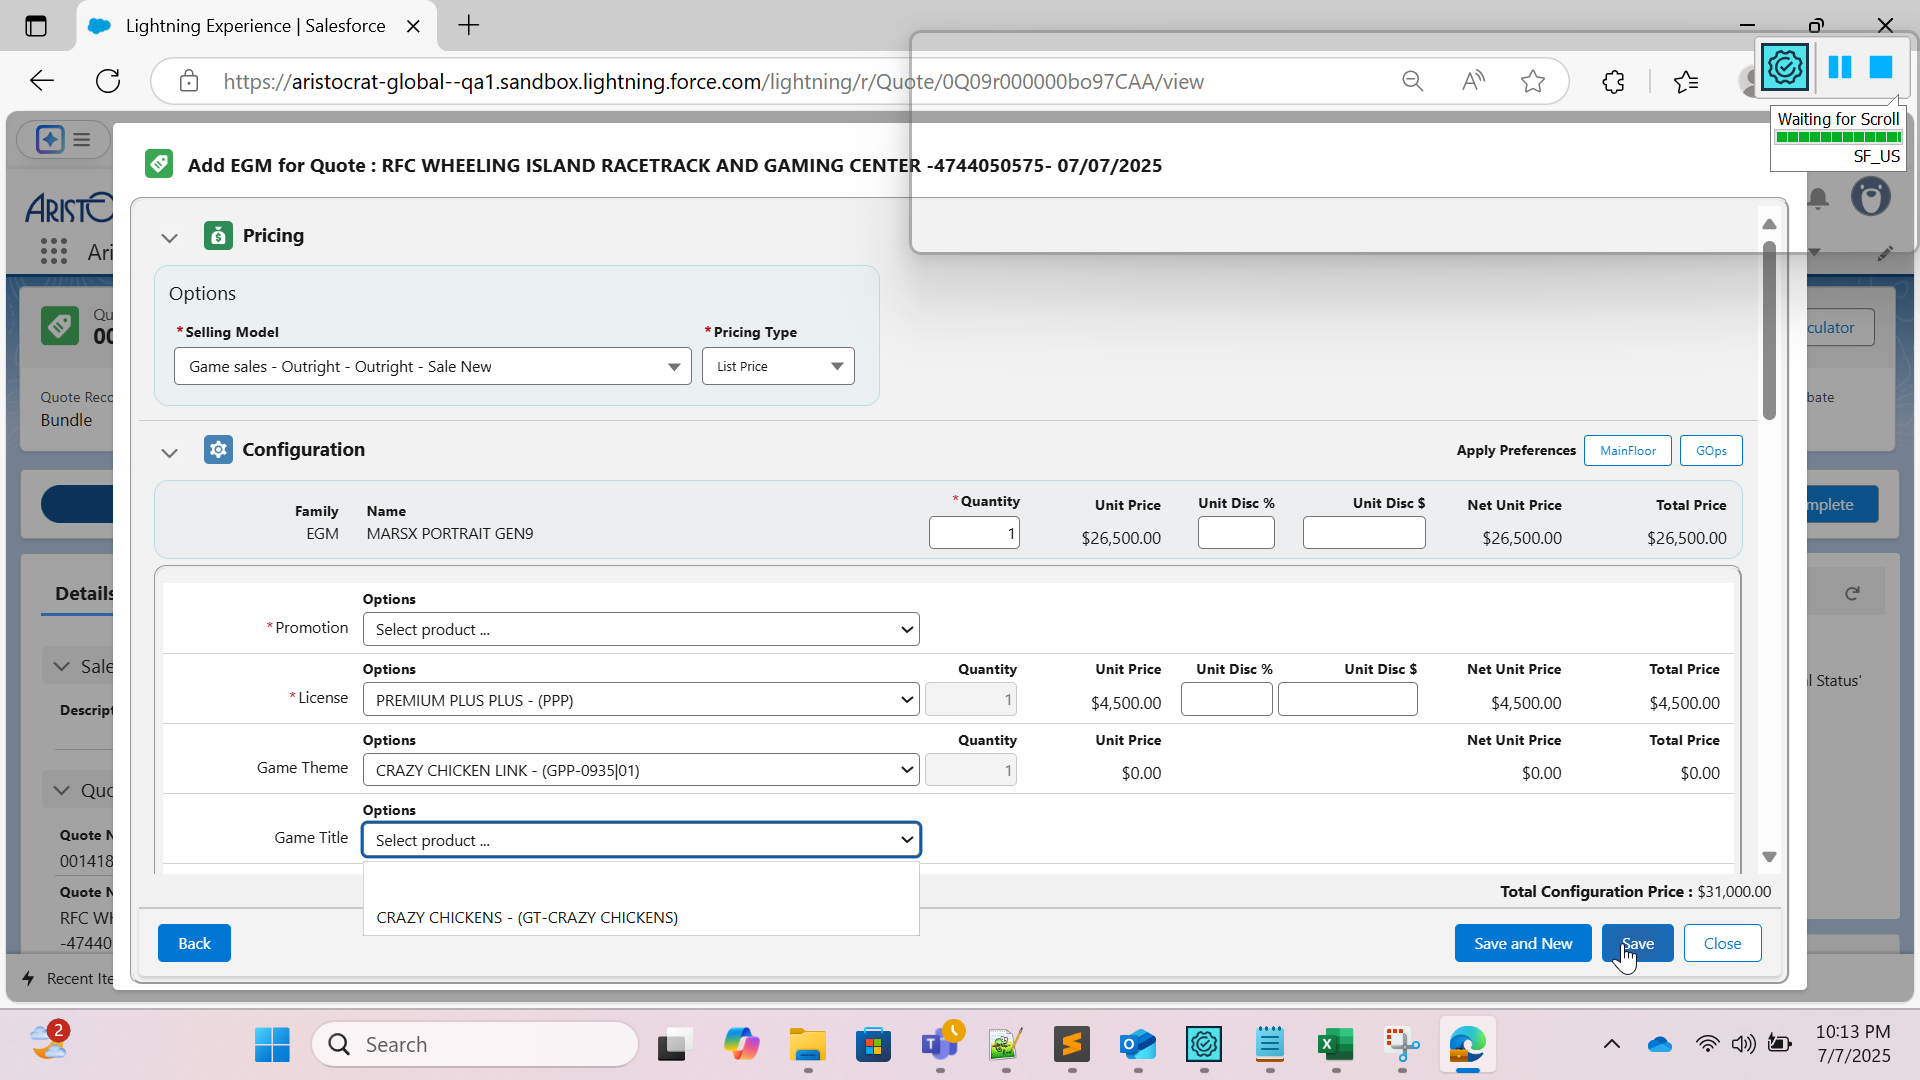 Lightning Experience | Salesforce
https://aristocrat-global--qa1.sandbox.lightning.force.com/lightning/r/Quote/0Q09r000000bo97CAA/view
Waiting for Scroll
SF_US
Add EGM for Quote : RFC WHEELING ISLAND RACETRACK AND GAMING CENTER -4744050575- 07/07/2025
Pricing
Options
*Selling Model
*Pricing Type
Game sales - Outright - Outright - Sale New
List Price
Configuration
Apply Preferences
MainFloor
GOps
Family
Name
*Quantity
Unit Price
Unit Disc %
Unit Disc $
Net Unit Price
Total Price
EGM
MARSX PORTRAIT GEN9
1
$26,500.00
$26,500.00
$26,500.00
Options
*Promotion
Select product ...
Options
Quantity
Unit Price
Unit Disc %
Unit Disc $
Net Unit Price
Total Price
*License
PREMIUM PLUS PLUS - (PPP)
1
$4,500.00
$4,500.00
$4,500.00
Options
Quantity
Unit Price
Net Unit Price
Total Price
Game Theme
CRAZY CHICKEN LINK - (GPP-0935|01)
1
$0.00
$0.00
$0.00
Options
Game Title
Select product ...
CRAZY CHICKENS - (GT-CRAZY CHICKENS)
Total Configuration Price : $31,000.00
Back
Save and New
Save
Close
ARISTO
Ari
Qu
00
Quote Reco
Bundle
culator
bate
mplete
Details
Sale
Descript
l Status'
Quo
Quote N
001418
Quote N
RFC WH
-47440
Recent Ite
2
Search
10:13 PM
7/7/2025